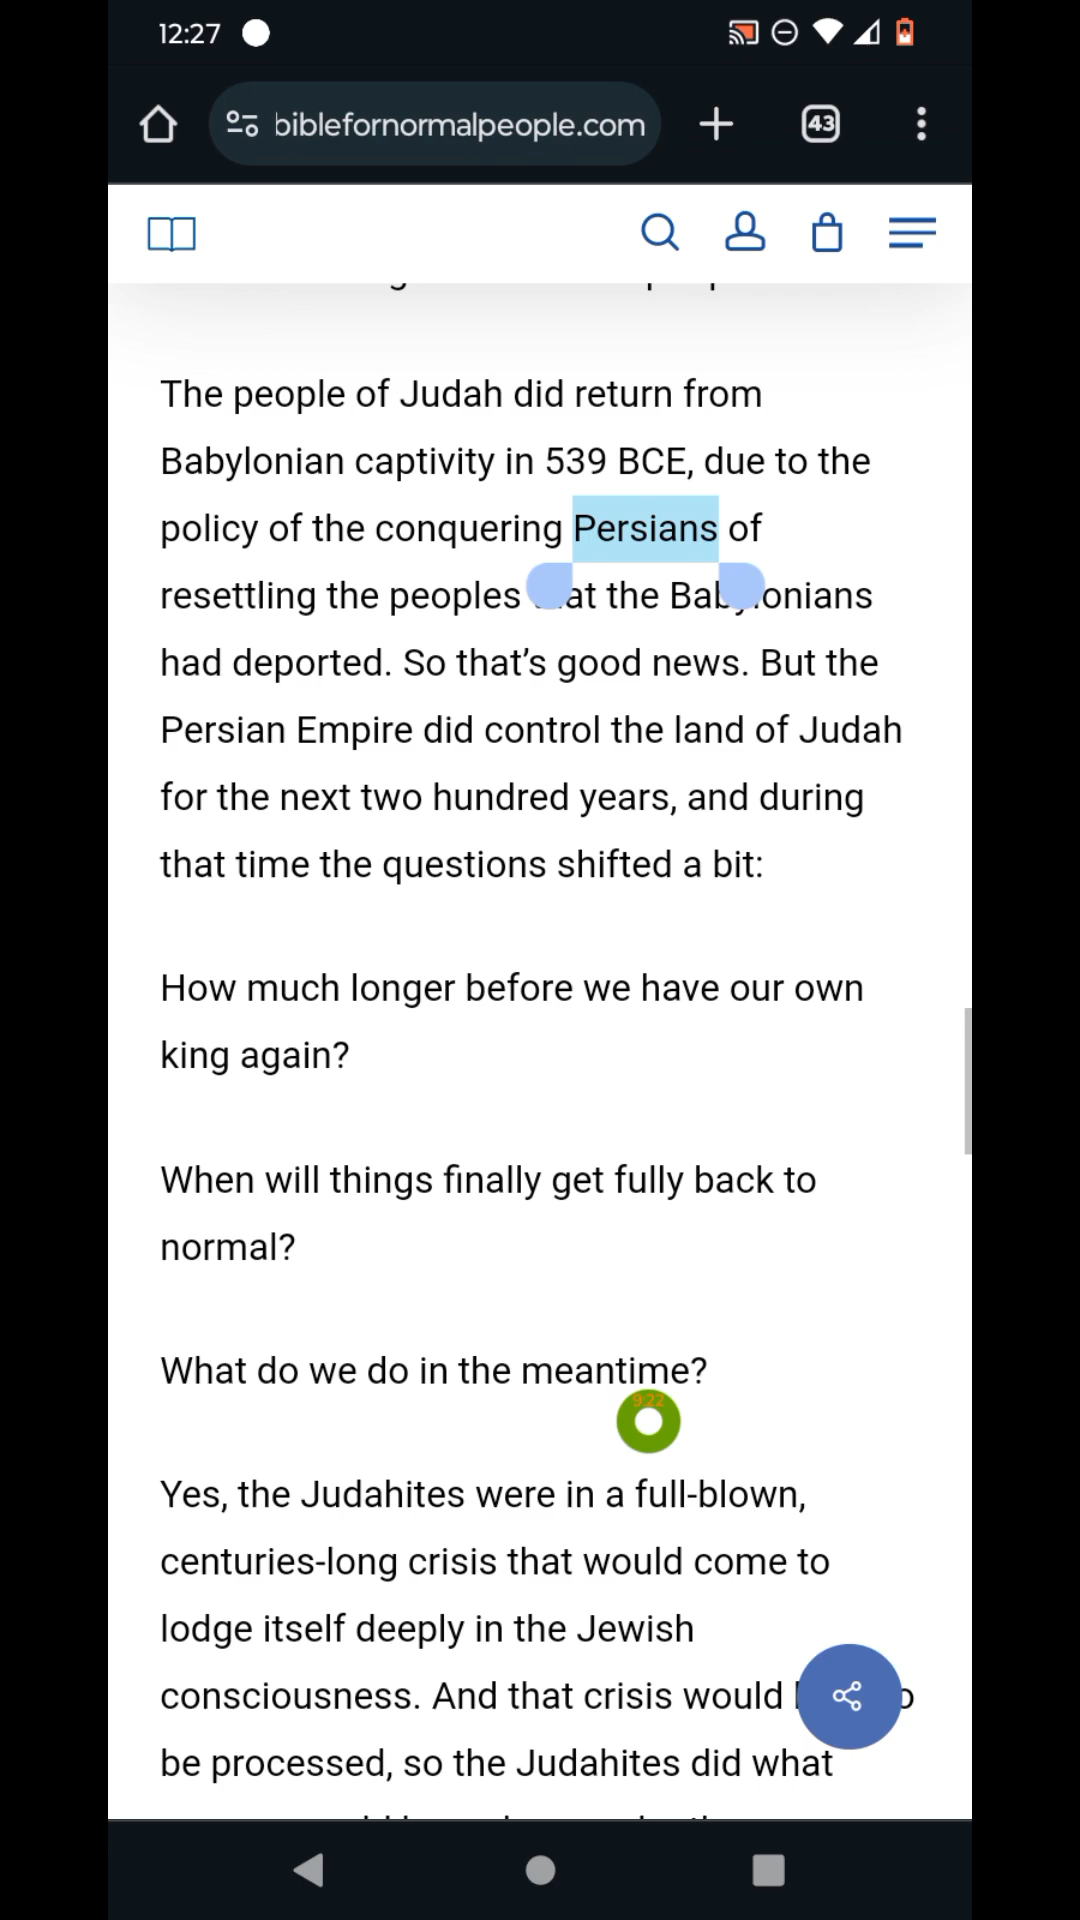 12:27
biblefornormalpeople.com
43
The people of Judah did return from
Babylonian captivity in 539 BCE, due to the
policy of the conquering Persians of
resettling the peoples at the Babylonians
had deported. So that's good news. But the
Persian Empire did control the land of Judah
for the next two hundred years, and during
that time the questions shifted a bit:
How much longer before we have our own
king again?
When will things finally get fully back to
normal?
What do we do in the meantime?
9:22
Yes, the Judahites were in a full-blown,
centuries-long crisis that would come to
lodge itself deeply in the Jewish
consciousness. And that crisis would
be processed, so the Judahites did what